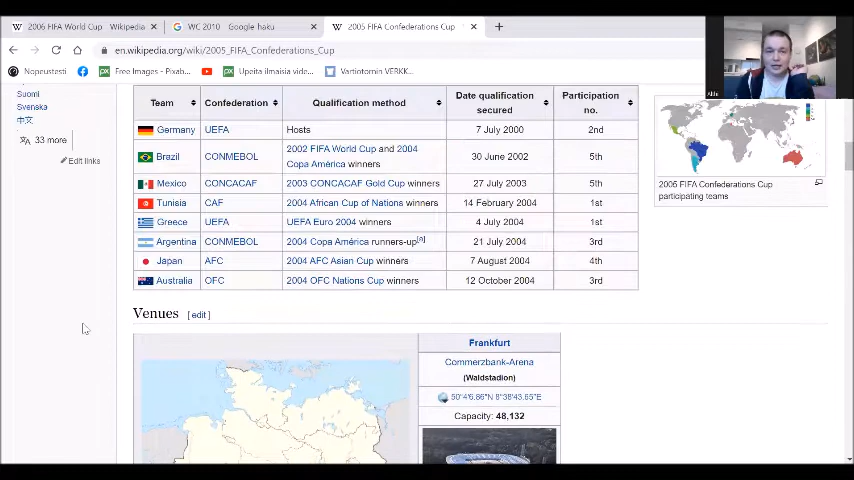 2006 FIFA World Cup - Wikipedia
WC 2010 - Google-haku
2005 FIFA Confederations Cup -
en.wikipedia.org/wiki/2005_FIFA_Confederations_Cup
Nopeustesti
Free Images - Pixab...
Upeita ilmaisia video...
Vartiotornin VERKK...
Suomi
Svenska
中文
33 more
Edit links
Team
Confederation
Qualification method
Date qualification
secured
Participation
no.
Germany UEFA Hosts 7 July 2000 2nd
Brazil CONMEBOL 2002 FIFA World Cup and 2004
Copa América winners 30 June 2002 5th
Mexico CONCACAF 2003 CONCACAF Gold Cup winners 27 July 2003 5th
Tunisia CAF 2004 African Cup of Nations winners 14 February 2004 1st
Greece UEFA UEFA Euro 2004 winners 4 July 2004 1st
Argentina CONMEBOL 2004 Copa América runners-up[a] 21 July 2004 3rd
Japan AFC 2004 AFC Asian Cup winners 7 August 2004 4th
Australia OFC 2004 OFC Nations Cup winners 12 October 2004 3rd
2005 FIFA Confederations Cup
participating teams
Venues [ edit ]
Frankfurt
Commerzbank-Arena
(Waldstadion)
50°4′6.86″N 8°38′43.65″E
Capacity: 48,132